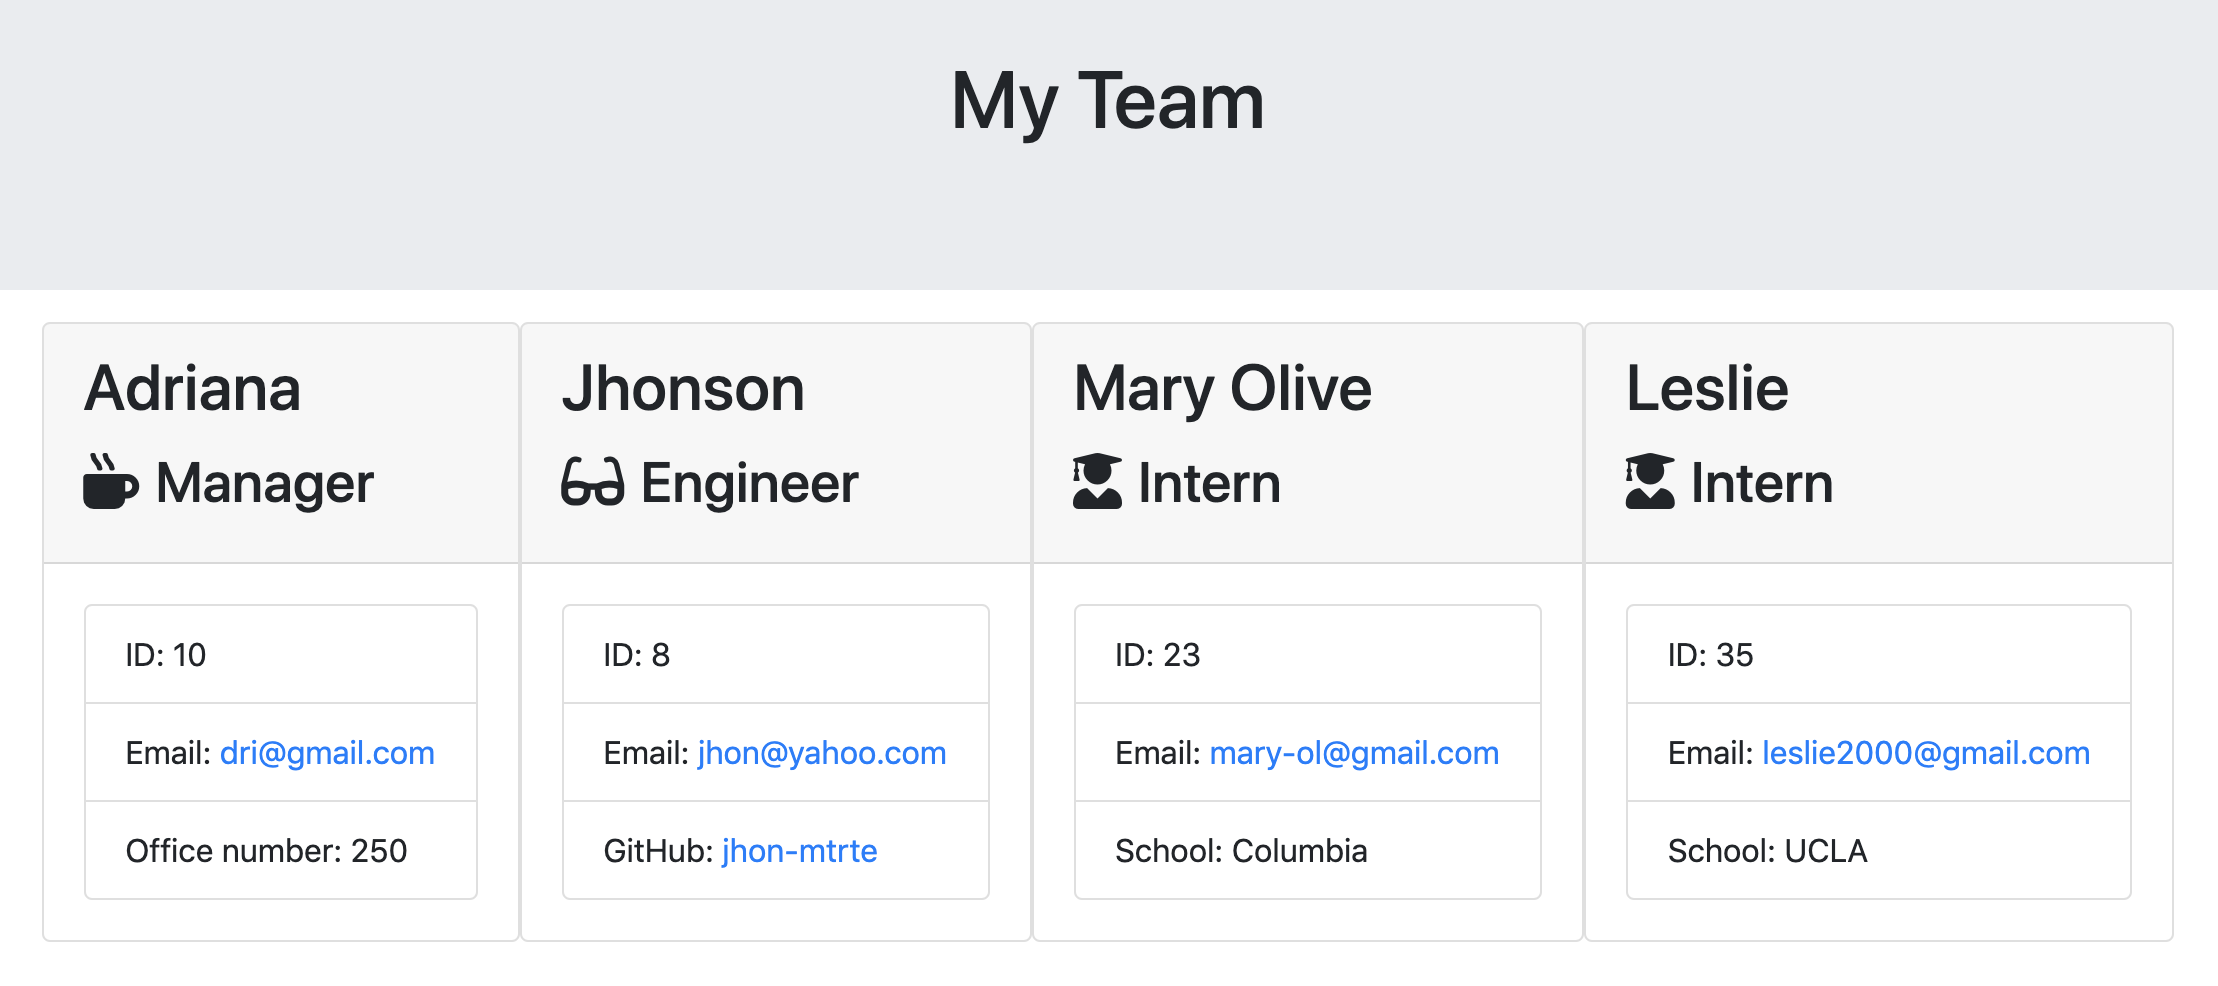 My Team
Adriana
Manager
ID: 10
Email: dri@gmail.com
Office number: 250
Jhonson
Engineer
ID: 8
Email: jhon@yahoo.com
GitHub: jhon-mtrte
Mary Olive
Intern
ID: 23
Email: mary-ol@gmail.com
School: Columbia
Leslie
Intern
ID: 35
Email: leslie2000@gmail.com
School: UCLA